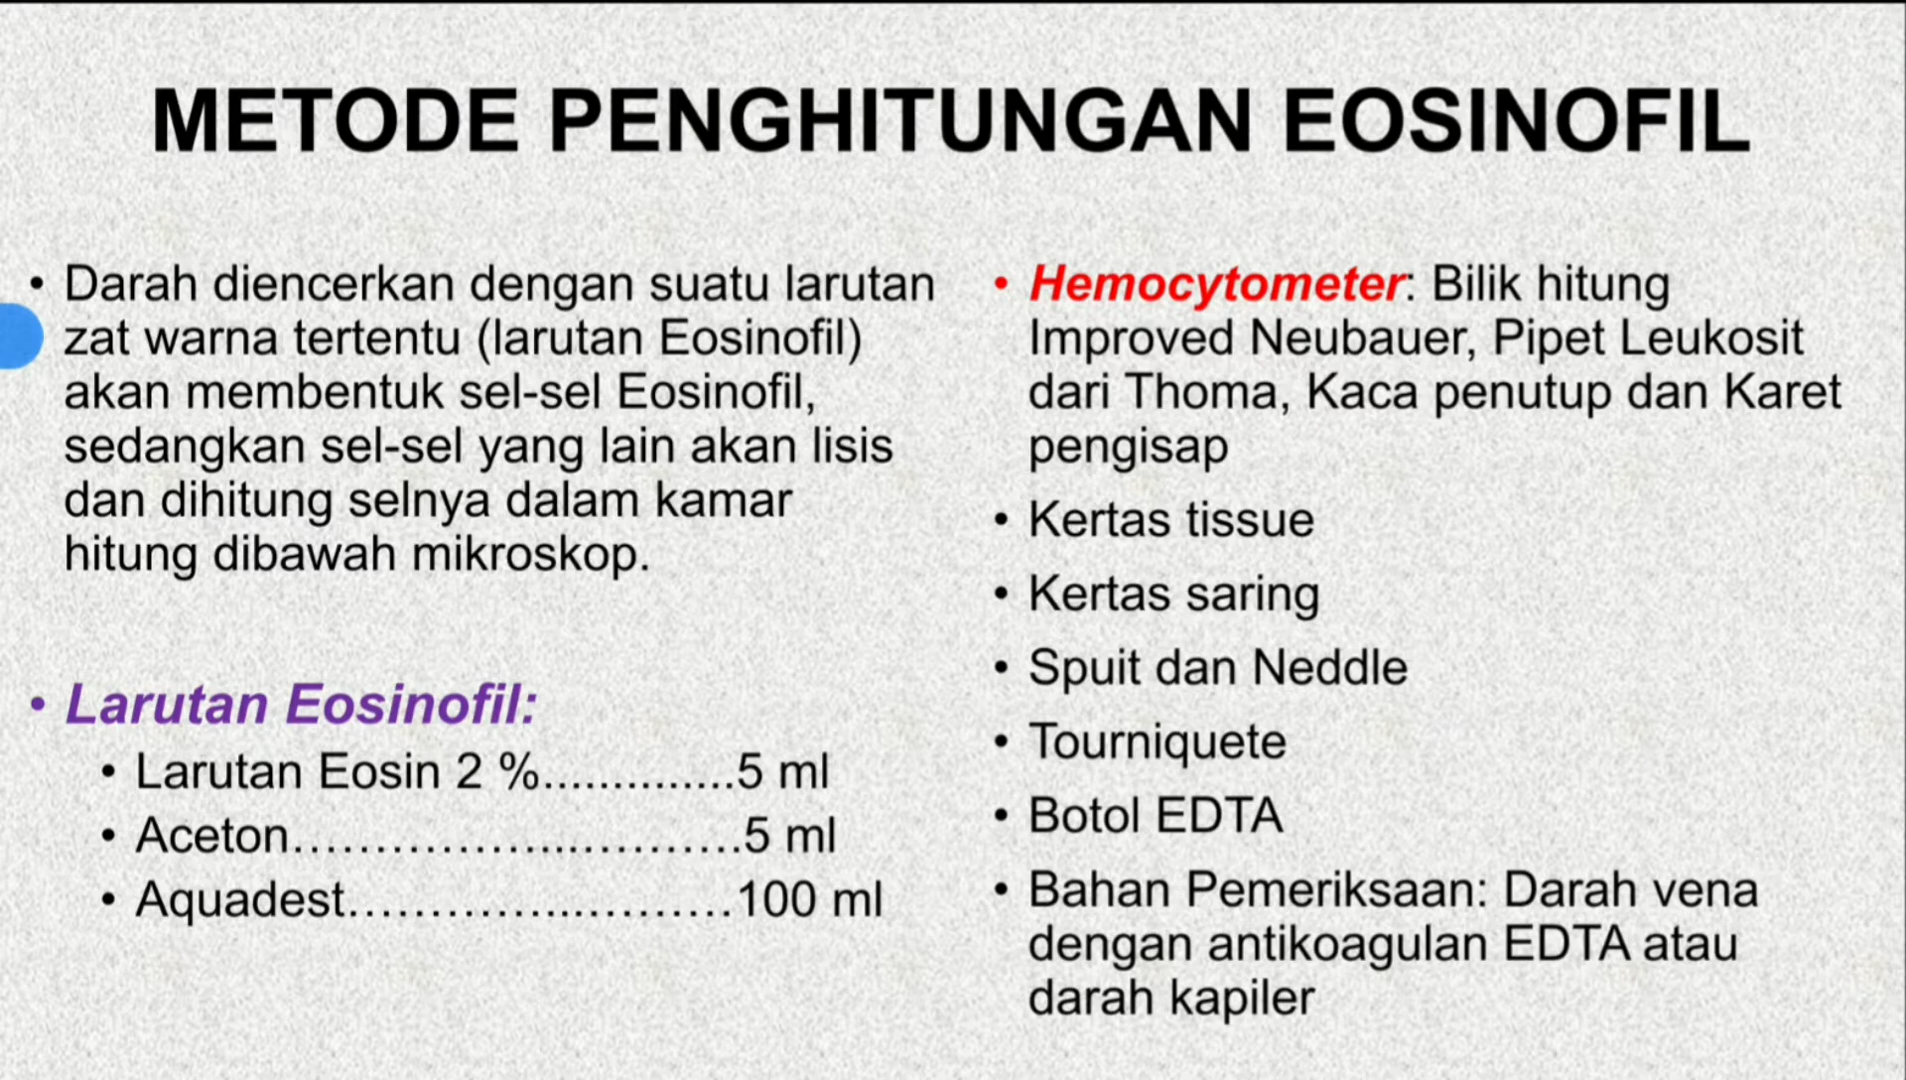 METODE PENGHITUNGAN EOSINOFIL
• Darah diencerkan dengan suatu larutan
zat warna tertentu (larutan Eosinofil)
akan membentuk sel-sel Eosinofil,
sedangkan sel-sel yang lain akan lisis
dan dihitung selnya dalam kamar
hitung dibawah mikroskop.
• Larutan Eosinofil:
• Larutan Eosin 2 %..............5 ml
• Aceton…………….............……….5 ml
• Aquadest…………..............………100 ml
• Hemocytometer: Bilik hitung
Improved Neubauer, Pipet Leukosit
dari Thoma, Kaca penutup dan Karet
pengisap
• Kertas tissue
• Kertas saring
• Spuit dan Neddle
• Tourniquete
• Botol EDTA
• Bahan Pemeriksaan: Darah vena
dengan antikoagulan EDTA atau
darah kapiler